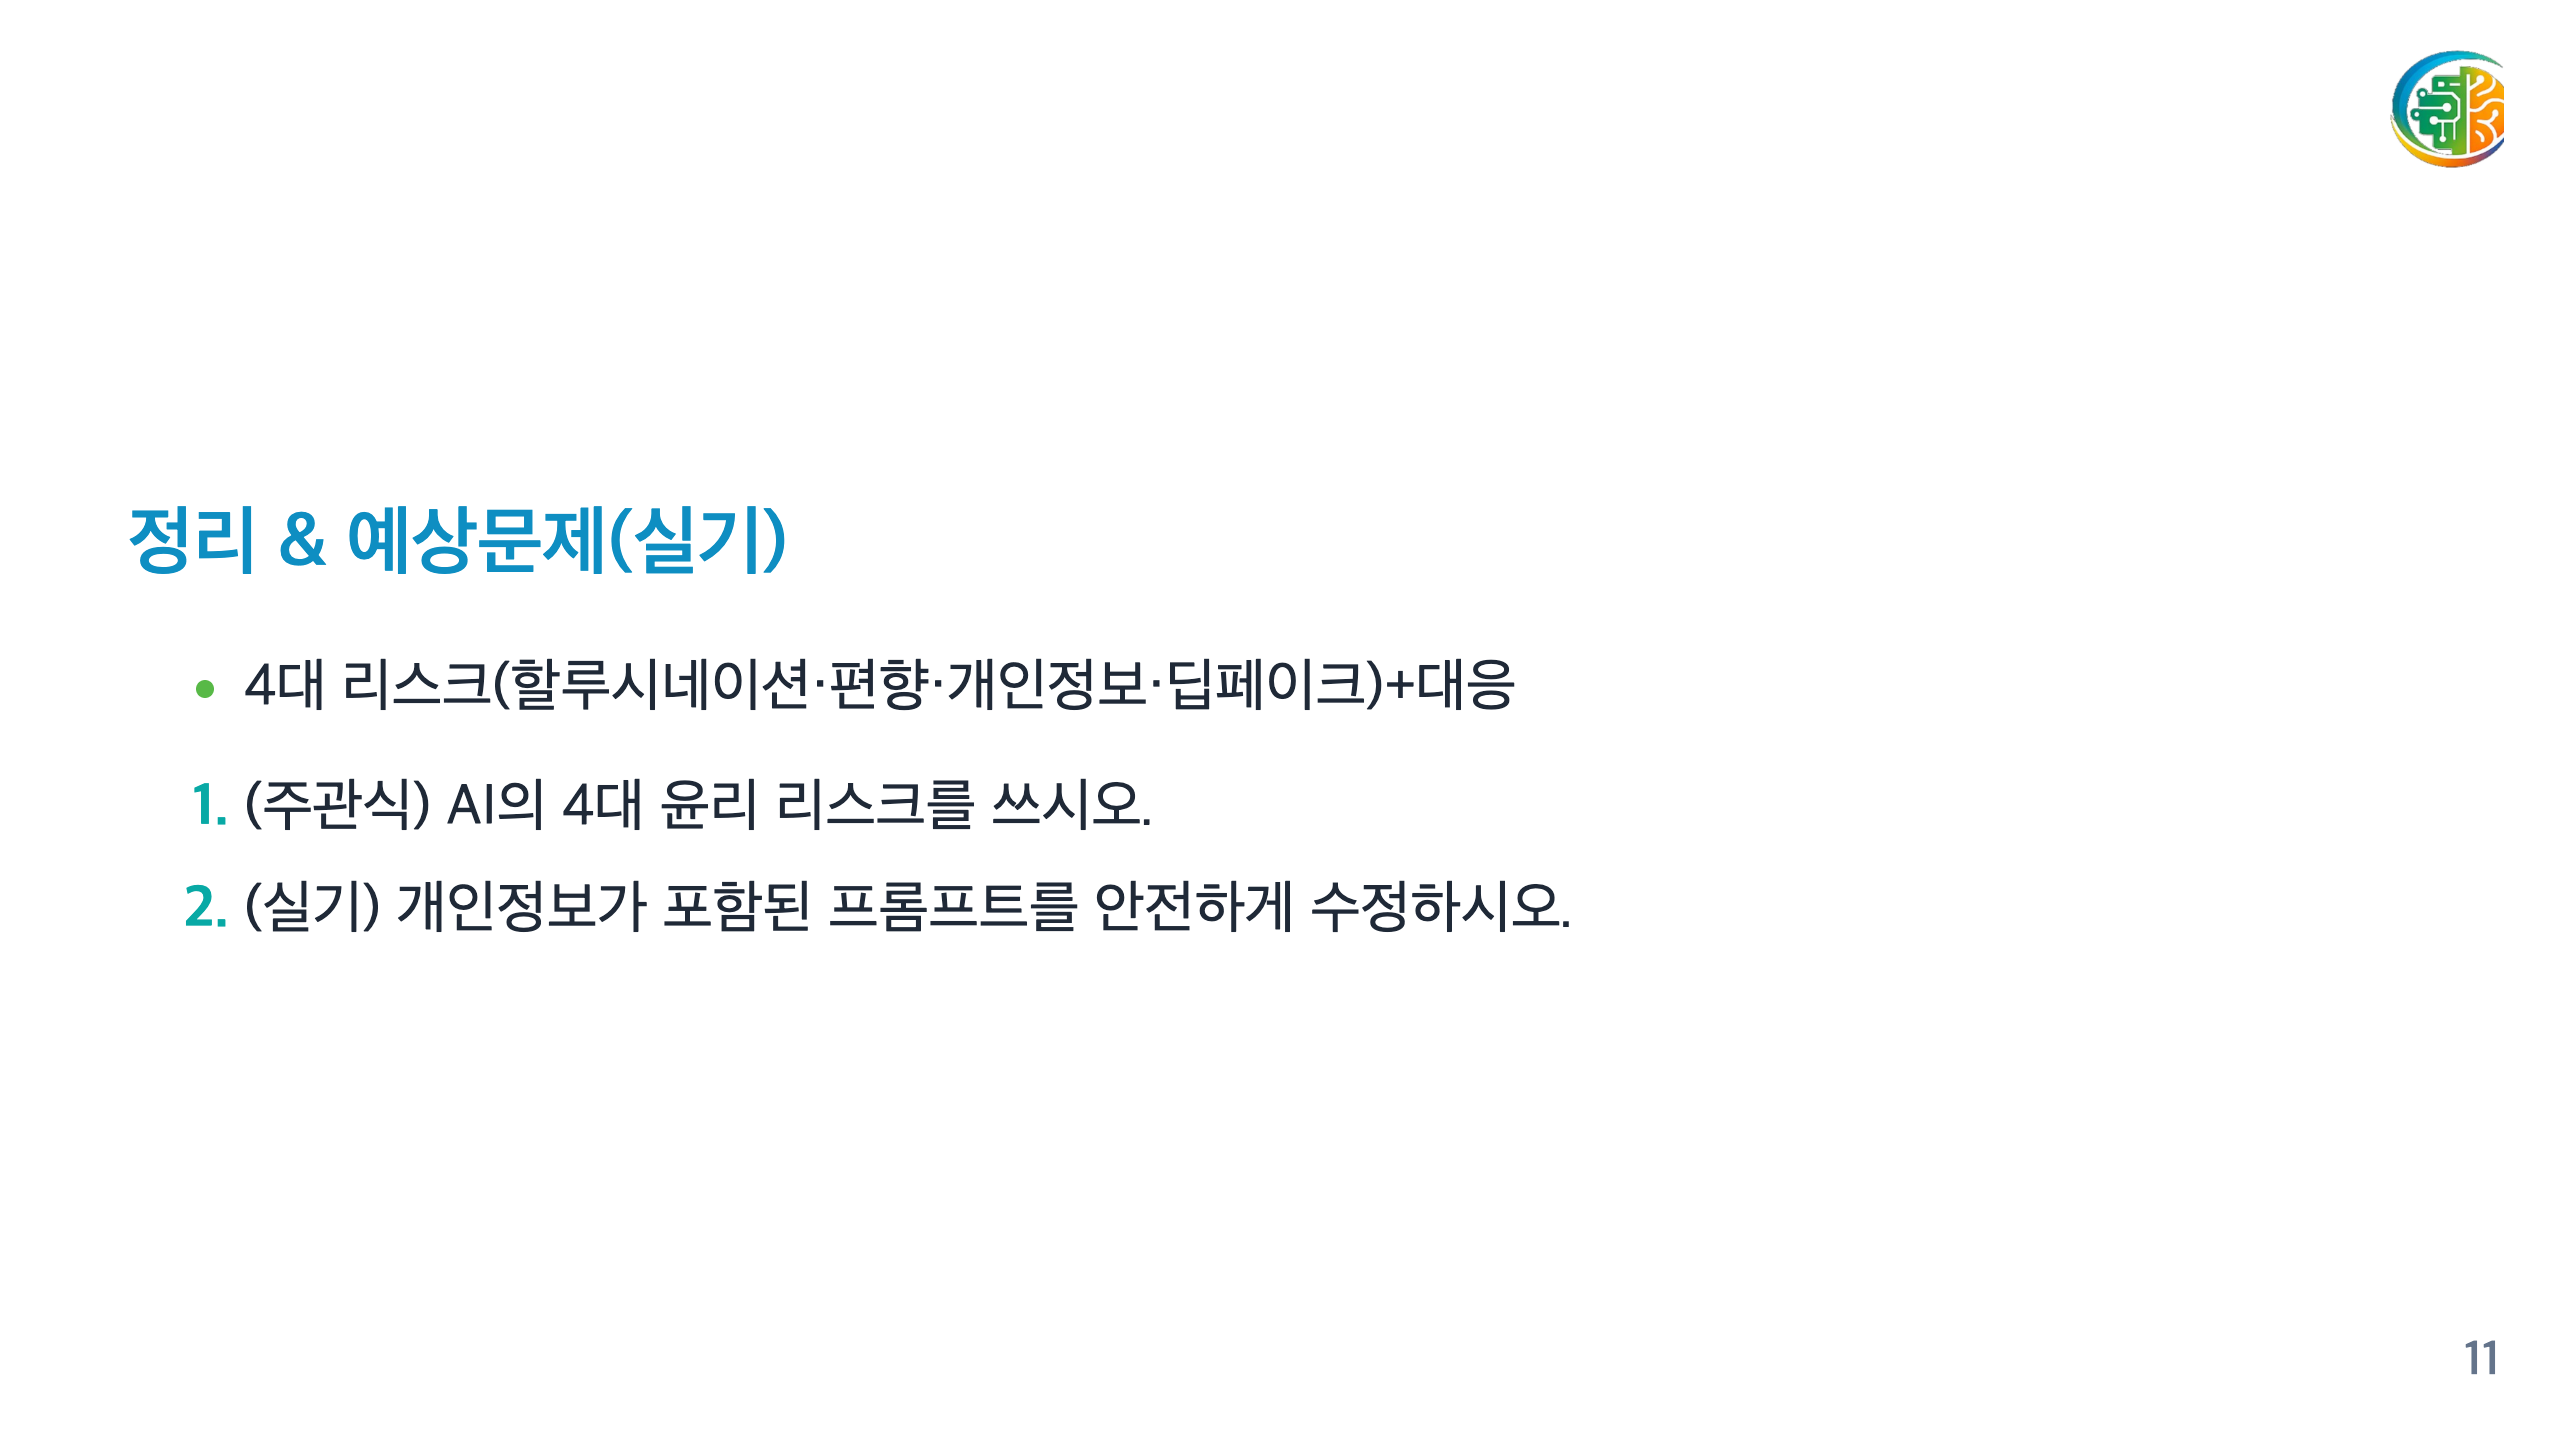 정리 & 예상문제(실기)
• 4대 리스크(할루시네이션·편향·개인정보·딥페이크)+대응
1. (주관식) AI의 4대 윤리 리스크를 쓰시오.
2. (실기) 개인정보가 포함된 프롬프트를 안전하게 수정하시오.
11